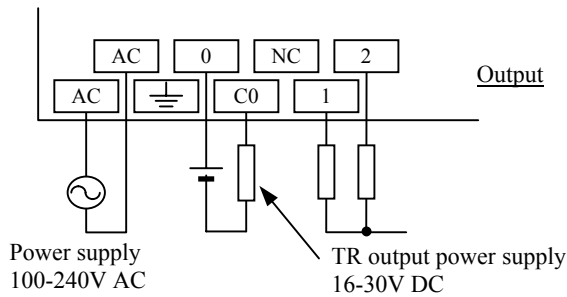 AC 0 NC 2
Output
AC C0 1
Power supply
100-240V AC
TR output power supply
16-30V DC